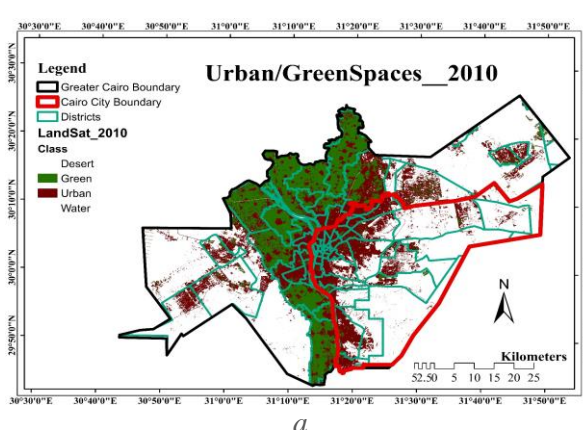 30°30'0"E 30°40'0"E 30°50'0"E 31°0'0"E 31°10'0"E 31°20'0"E 31°30'0"E 31°40'0"E 31°50'0"E
Urban/GreenSpaces__2010
Legend
Greater Cairo Boundary
Cairo City Boundary
Districts
LandSat_2010
Class
Desert
Green
Urban
Water
30°30'0"N
30°20'0"N
30°10'0"N
30°0'0"N
29°50'0"N
N
Kilometers
52.50 5 10 15 20 25
30°30'0"E 30°40'0"E 30°50'0"E 31°0'0"E 31°10'0"E 31°20'0"E 31°30'0"E 31°40'0"E 31°50'0"E
a